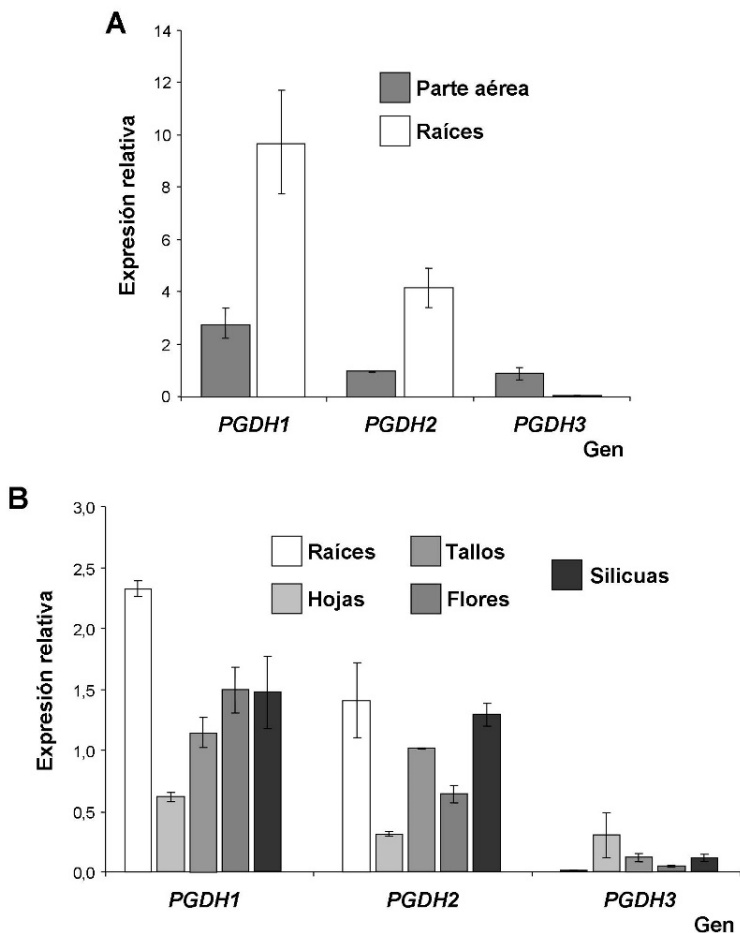 A
14
12
10
8
6
4
2
0
Expresión relativa
Parte aérea
Raíces
PGDH1 PGDH2 PGDH3
Gen
B
3,0
2,5
2,0
1,5
1,0
0,5
0,0
Expresión relativa
Raíces Tallos Silicuas
Hojas Flores
PGDH1 PGDH2 PGDH3
Gen